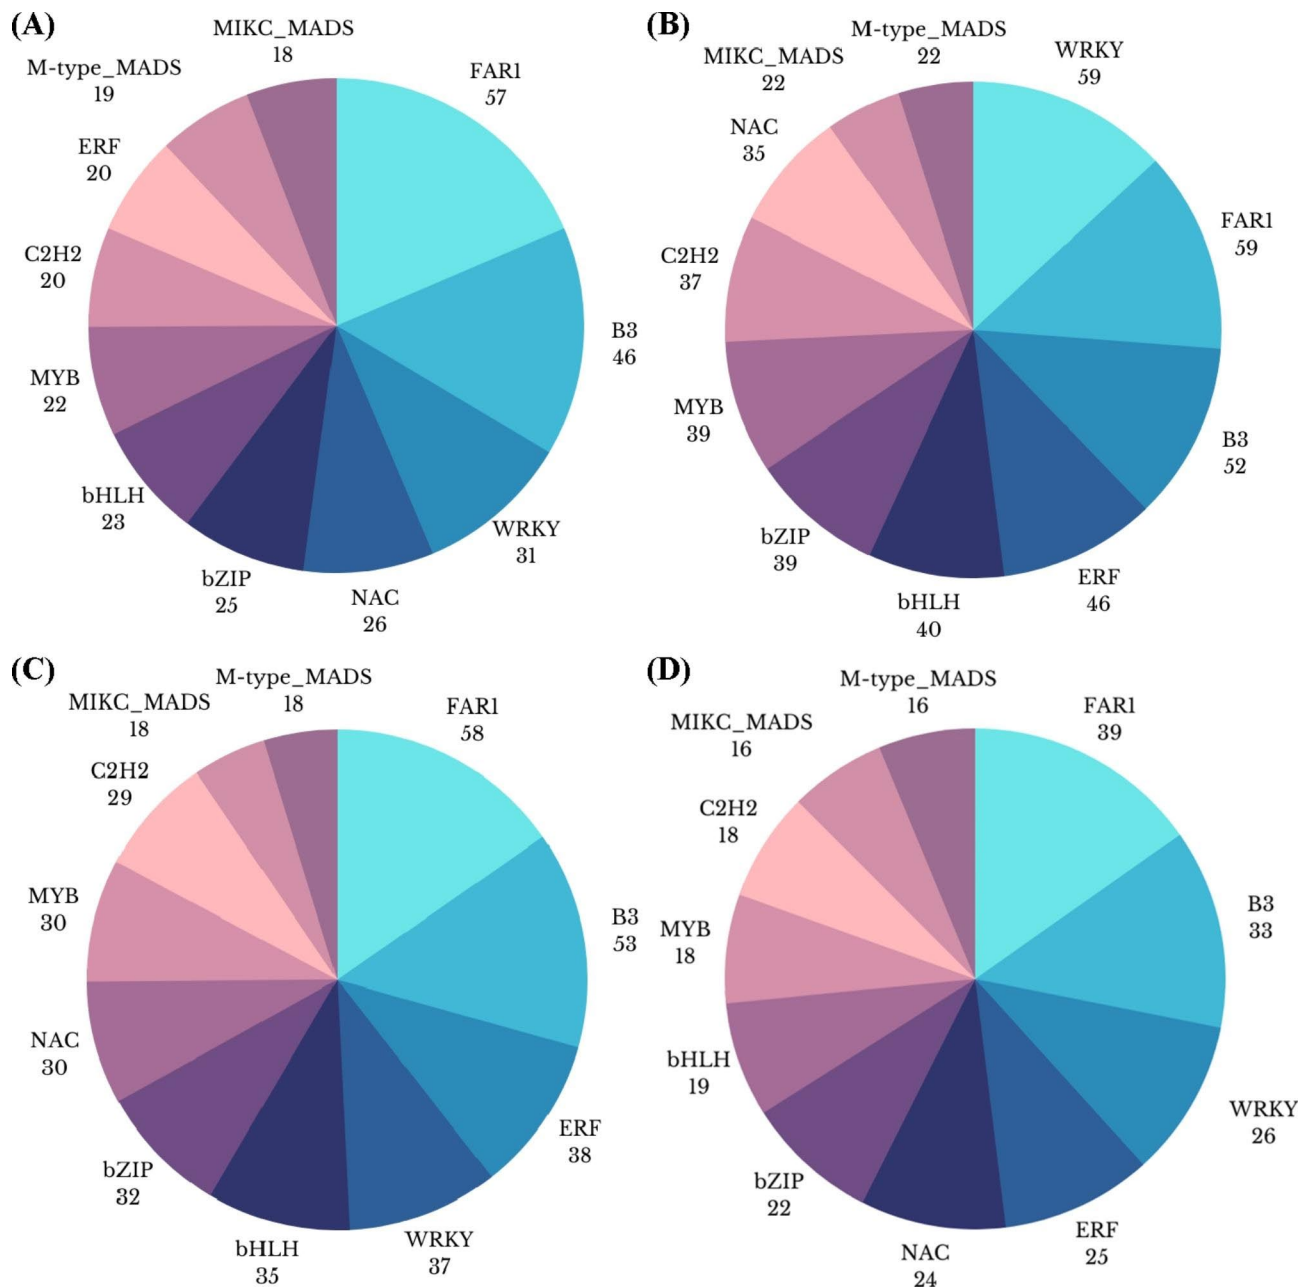 (A)
MIKC_MADS
18
FAR1
57
B3
46
WRKY
31
NAC
26
bZIP
25
bHLH
23
MYB
22
C2H2
20
ERF
20
M-type_MADS
19
(B)
M-type_MADS
22
WRKY
59
FAR1
59
B3
52
ERF
46
bHLH
40
bZIP
39
MYB
39
C2H2
37
NAC
35
MIKC_MADS
22
(C)
M-type_MADS
18
FAR1
58
B3
53
ERF
38
WRKY
37
bHLH
35
bZIP
32
NAC
30
MYB
30
C2H2
29
MIKC_MADS
18
(D)
M-type_MADS
16
FAR1
39
B3
33
WRKY
26
ERF
25
NAC
24
bZIP
22
bHLH
19
MYB
18
C2H2
18
MIKC_MADS
16